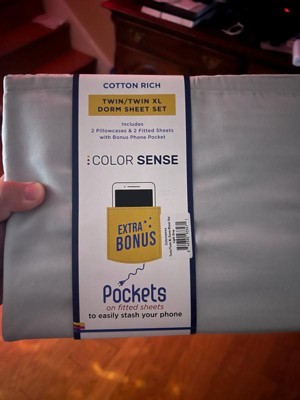 COTTON RICH
TWIN/TWIN XL
DORM SHEET SET
Includes
2 Pillowcases & 2 Fitted Sheets
with Bonus Phone Pocket
COLOR SENSE
EXTRA
BONUS
Pockets
on fitted sheets
to easily stash your phone